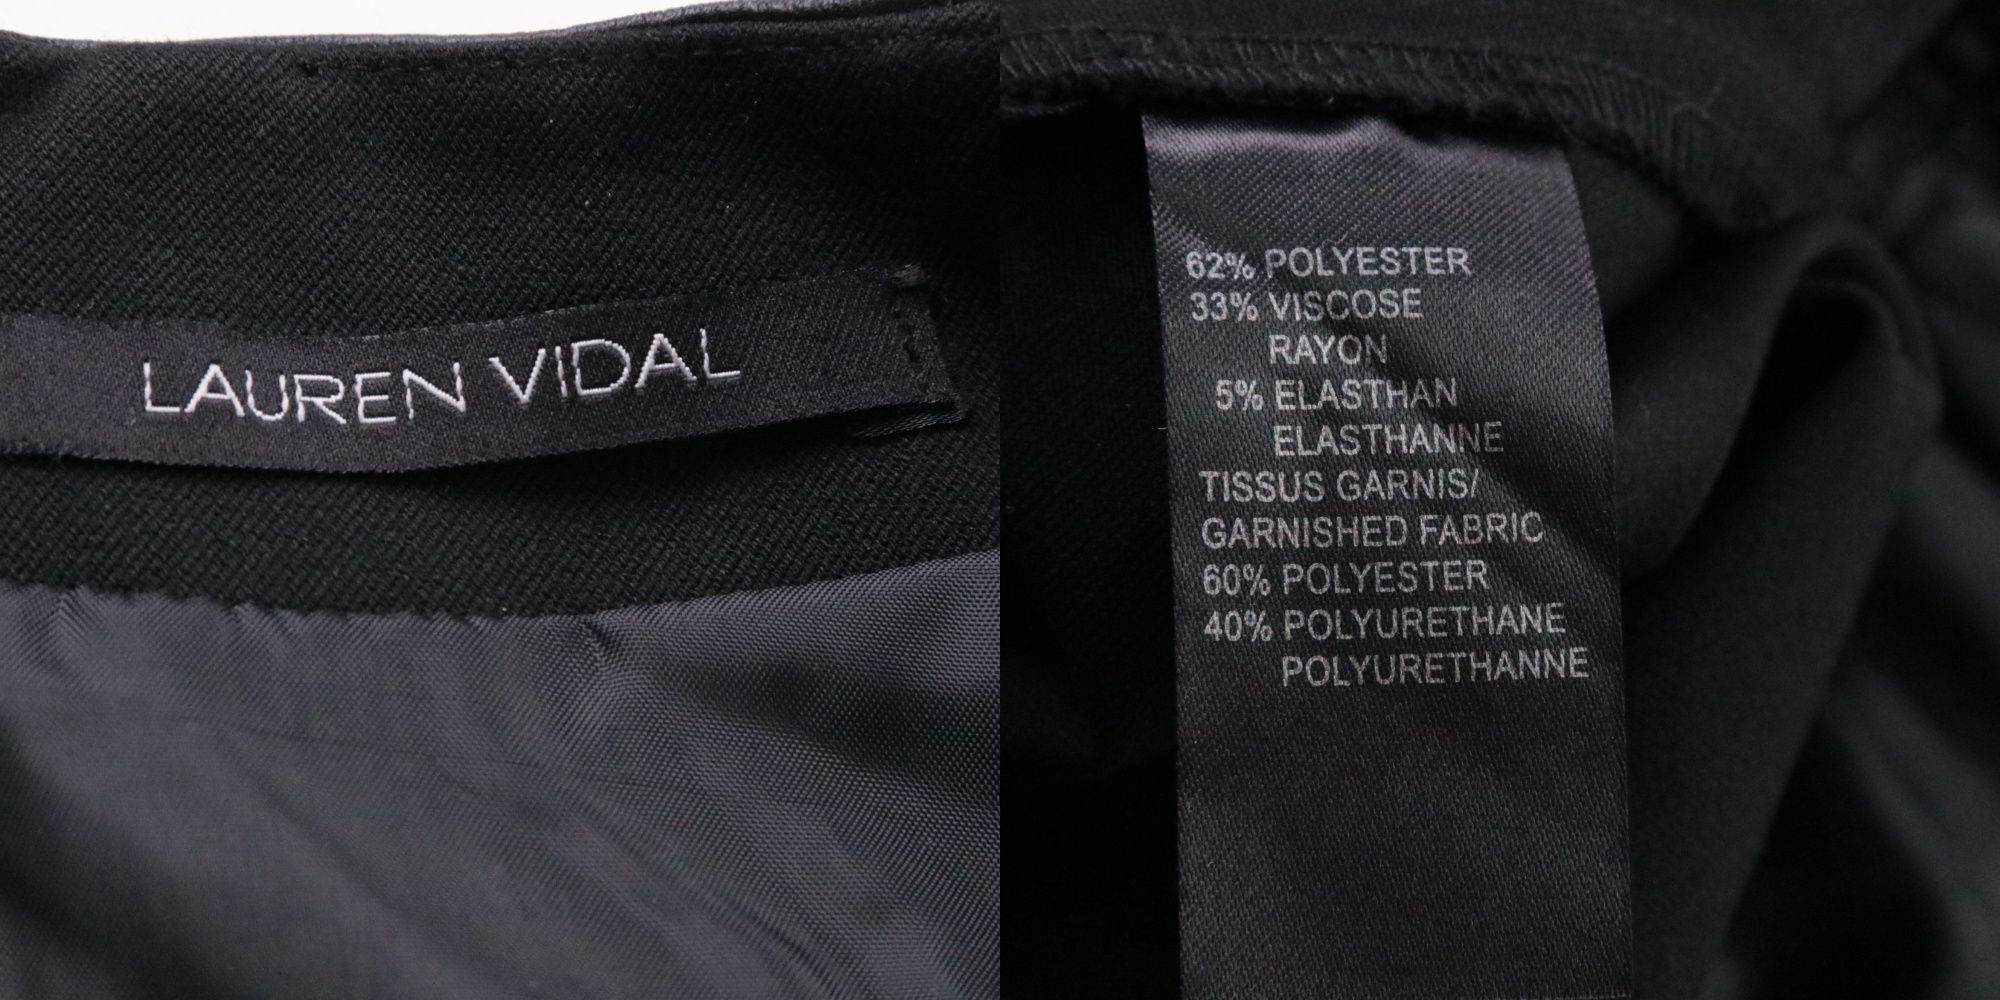 LAUREN VIDAL
62% POLYESTER
33% VISCOSE
RAYON
5% ELASTHAN
ELASTHANNE
TISSUS GARNIS/
GARNISHED FABRIC
60% POLYESTER
40% POLYURETHANE
POLYURETHANNE